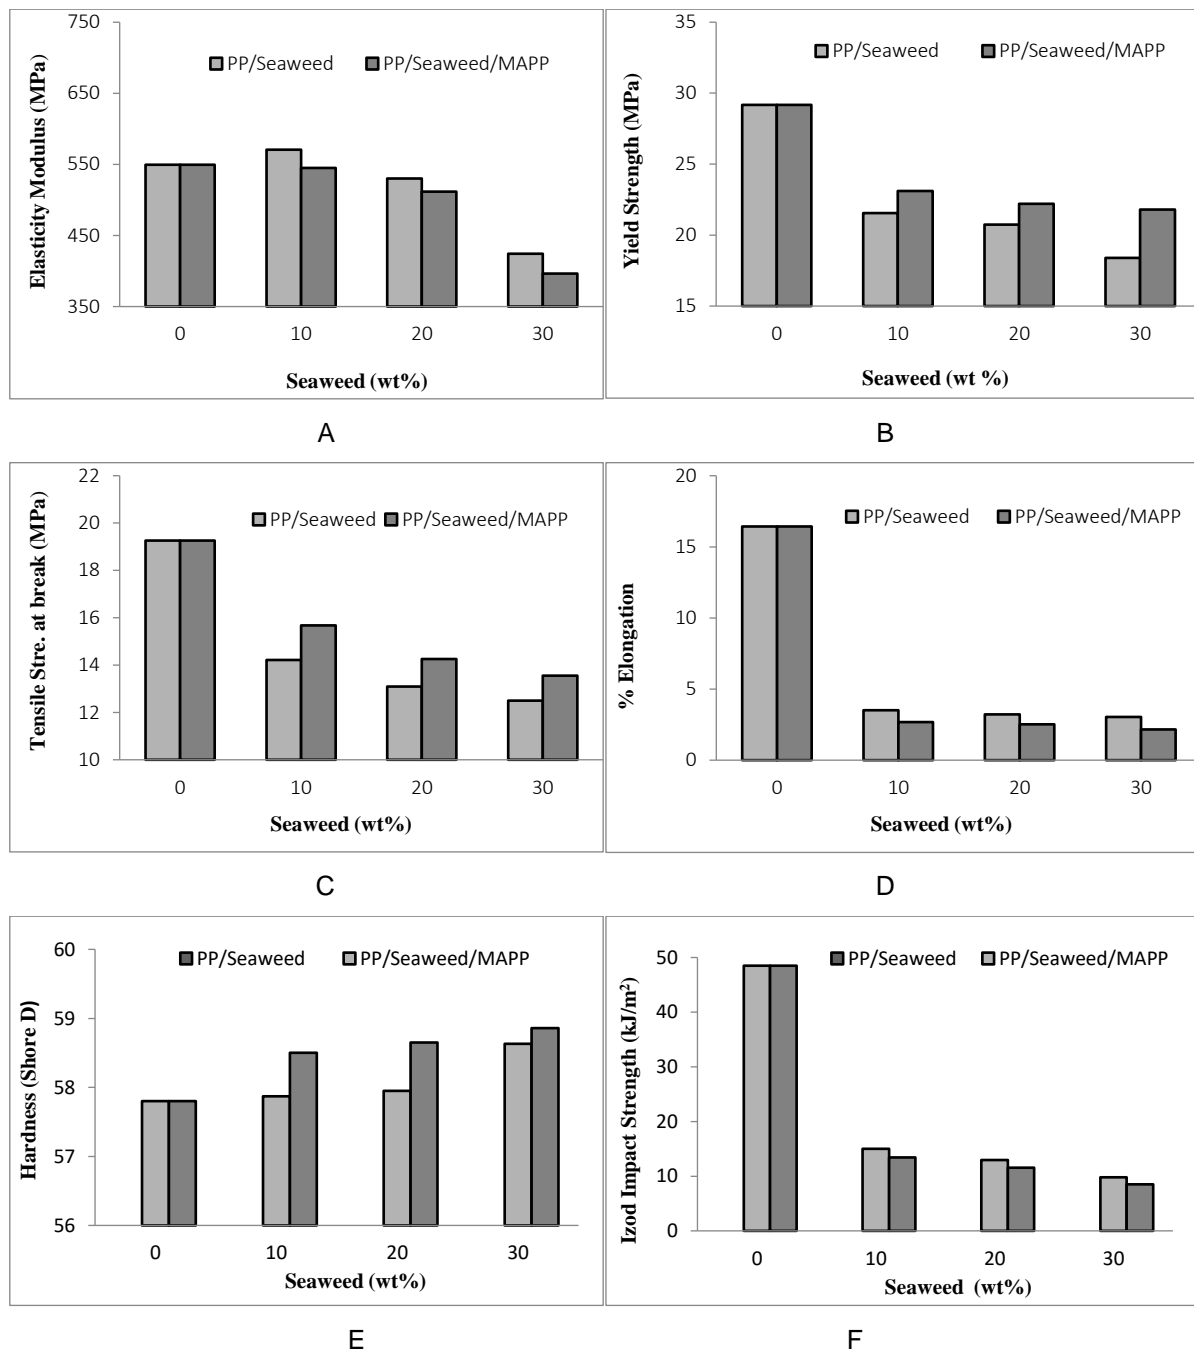 750
650
550
450
350
Elasticity Modulus (MPa)
PP/Seaweed PP/Seaweed/MAPP
0 10 20 30
Seaweed (wt%)
A
35
30
25
20
15
Yield Strength (MPa)
PP/Seaweed PP/Seaweed/MAPP
0 10 20 30
Seaweed (wt %)
B
22
20
18
16
14
12
10
Tensile Stre. at break (MPa)
PP/Seaweed PP/Seaweed/MAPP
0 10 20 30
Seaweed (wt%)
C
20
15
10
5
0
% Elongation
PP/Seaweed PP/Seaweed/MAPP
0 10 20 30
Seaweed (wt%)
D
60
59
58
57
56
Hardness (Shore D)
PP/Seaweed PP/Seaweed/MAPP
0 10 20 30
Seaweed (wt%)
E
50
40
30
20
10
0
Izod Impact Strength (kJ/m²)
PP/Seaweed PP/Seaweed/MAPP
0 10 20 30
Seaweed (wt%)
F